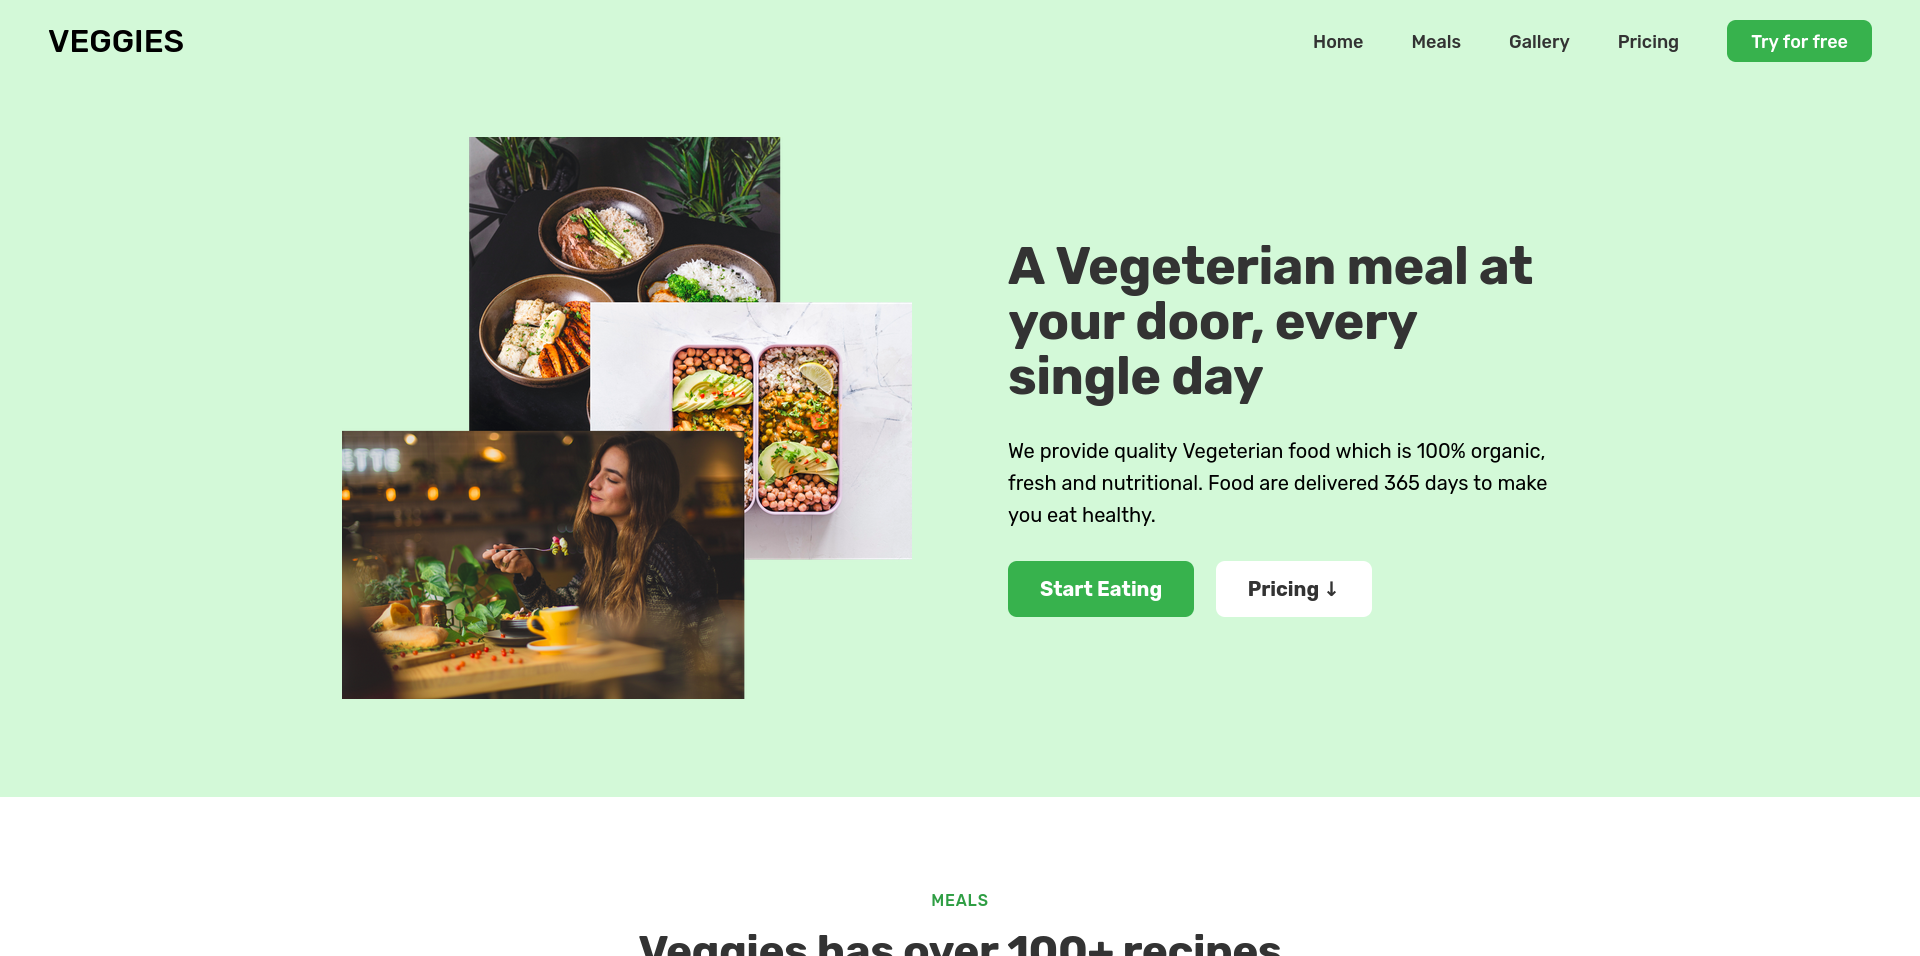 VEGGIES
Home
Meals
Gallery
Pricing
Try for free
A Vegeterian meal at
your door, every
single day
We provide quality Vegeterian food which is 100% organic,
fresh and nutritional. Food are delivered 365 days to make
you eat healthy.
Start Eating
Pricing ↓
MEALS
Veggies has over 100+ recipes